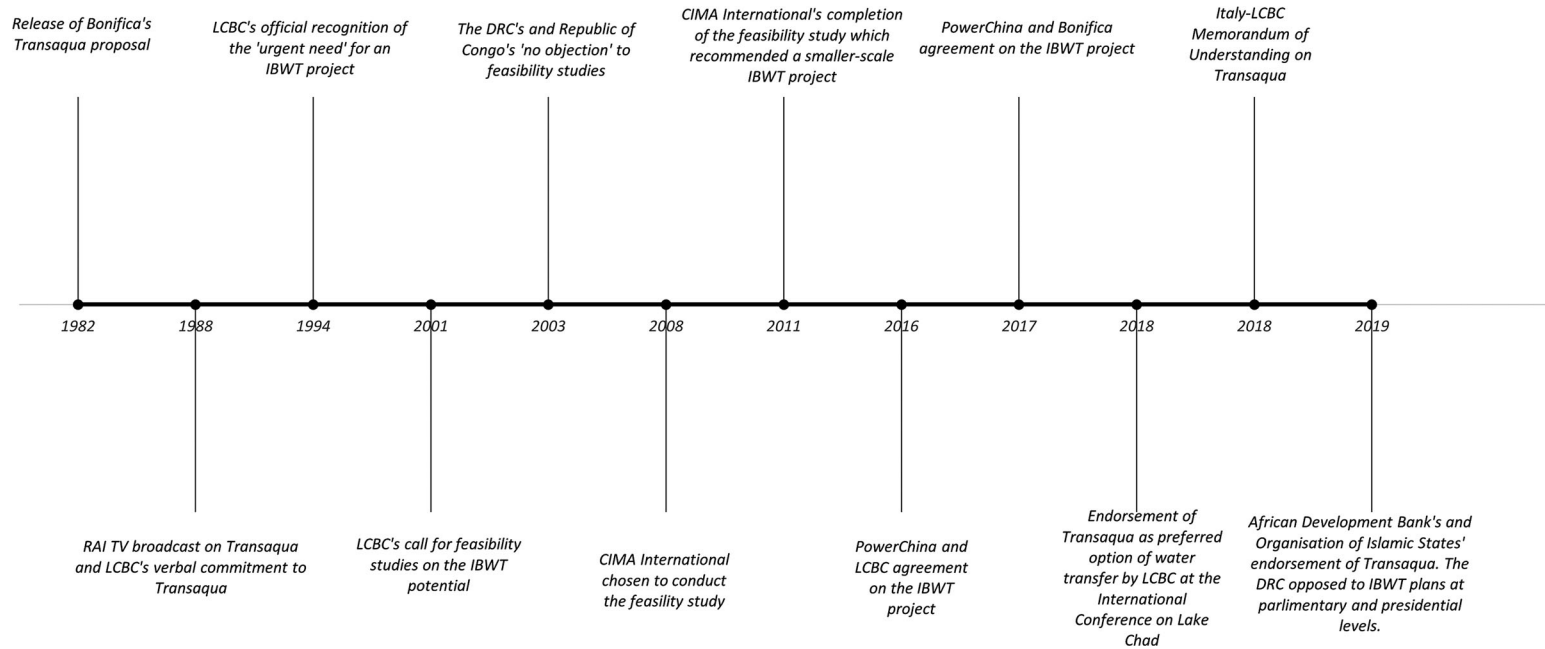 Release of Bonifica's
Transaqua proposal
LCBC's official recognition of
the 'urgent need' for an
IBWT project
The DRC's and Republic of
Congo's 'no objection' to
feasibility studies
CIMA International's completion
of the feasibility study which
recommended a smaller-scale
IBWT project
PowerChina and Bonifica
agreement on the IBWT project
Italy-LCBC
Memorandum of
Understanding on
Transaqua
1982
1988
1994
2001
2003
2008
2011
2016
2017
2018
2018
2019
RAI TV broadcast on Transaqua
and LCBC's verbal commitment to
Transaqua
LCBC's call for feasibility
studies on the IBWT
potential
CIMA International
chosen to conduct
the feasility study
PowerChina and
LCBC agreement
on the IBWT
project
Endorsement of
Transaqua as preferred
option of water
transfer by LCBC at the
International
Conference on Lake
Chad
African Development Bank's and
Organisation of Islamic States'
endorsement of Transaqua. The
DRC opposed to IBWT plans at
parlimentary and presidential
levels.